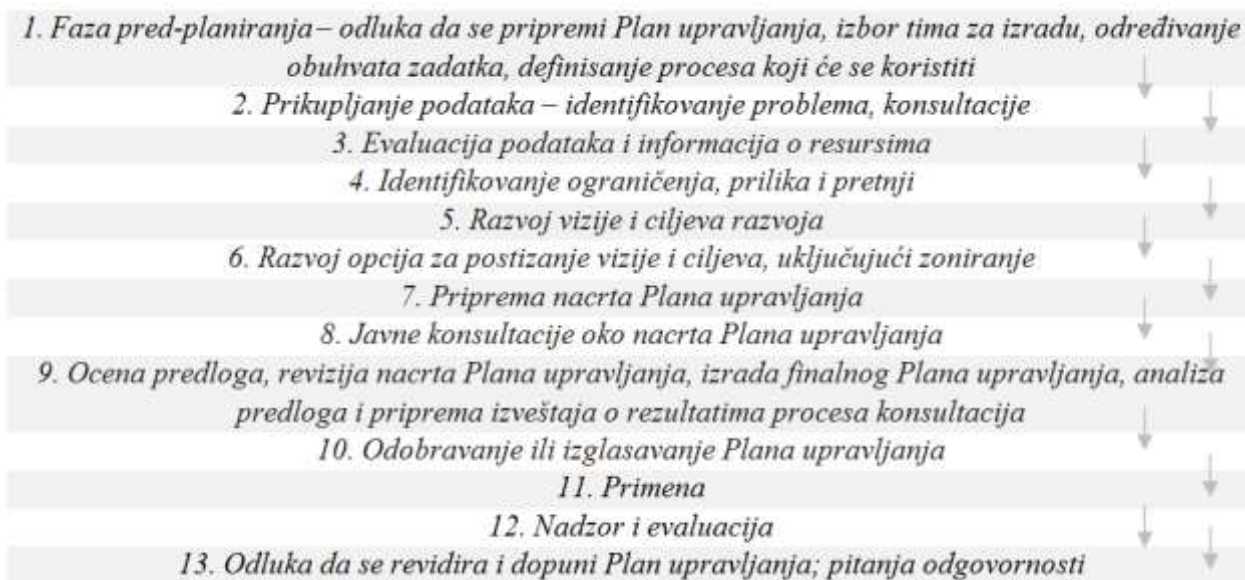 1. Faza pred-planiranja – odluka da se pripremi Plan upravljanja, izbor tima za izradu, određivanje
obuhvata zadatka, definisanje procesa koji će se koristiti
2. Prikupljanje podataka – identifikovanje problema, konsultacije
3. Evaluacija podataka i informacija o resursima
4. Identifikovanje ograničenja, prilika i pretnji
5. Razvoj vizije i ciljeva razvoja
6. Razvoj opcija za postizanje vizije i ciljeva, uključujući zoniranje
7. Priprema nacrta Plana upravljanja
8. Javne konsultacije oko nacrta Plana upravljanja
9. Ocena predloga, revizija nacrta Plana upravljanja, izrada finalnog Plana upravljanja, analiza
predloga i priprema izveštaja o rezultatima procesa konsultacija
10. Odobravanje ili izglasavanje Plana upravljanja
11. Primena
12. Nadzor i evaluacija
13. Odluka da se revidira i dopuni Plan upravljanja; pitanja odgovornosti